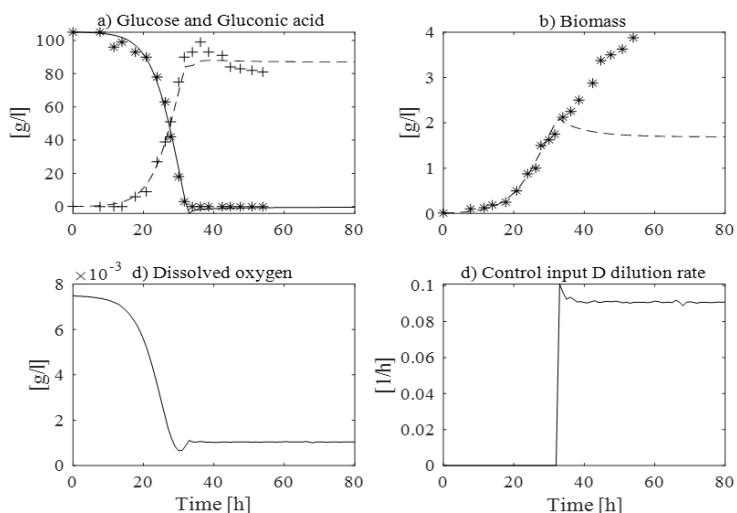 a) Glucose and Gluconic acid
100
80
60
40
20
0
[g/l]
0 20 40 60 80
b) Biomass
4
3
2
1
0
[g/l]
0 20 40 60 80
d) Dissolved oxygen
×10⁻³
8
6
4
2
0
[g/l]
0 20 40 60 80
Time [h]
d) Control input D dilution rate
0.1
0.08
0.06
0.04
0.02
0
[1/h]
0 20 40 60 80
Time [h]